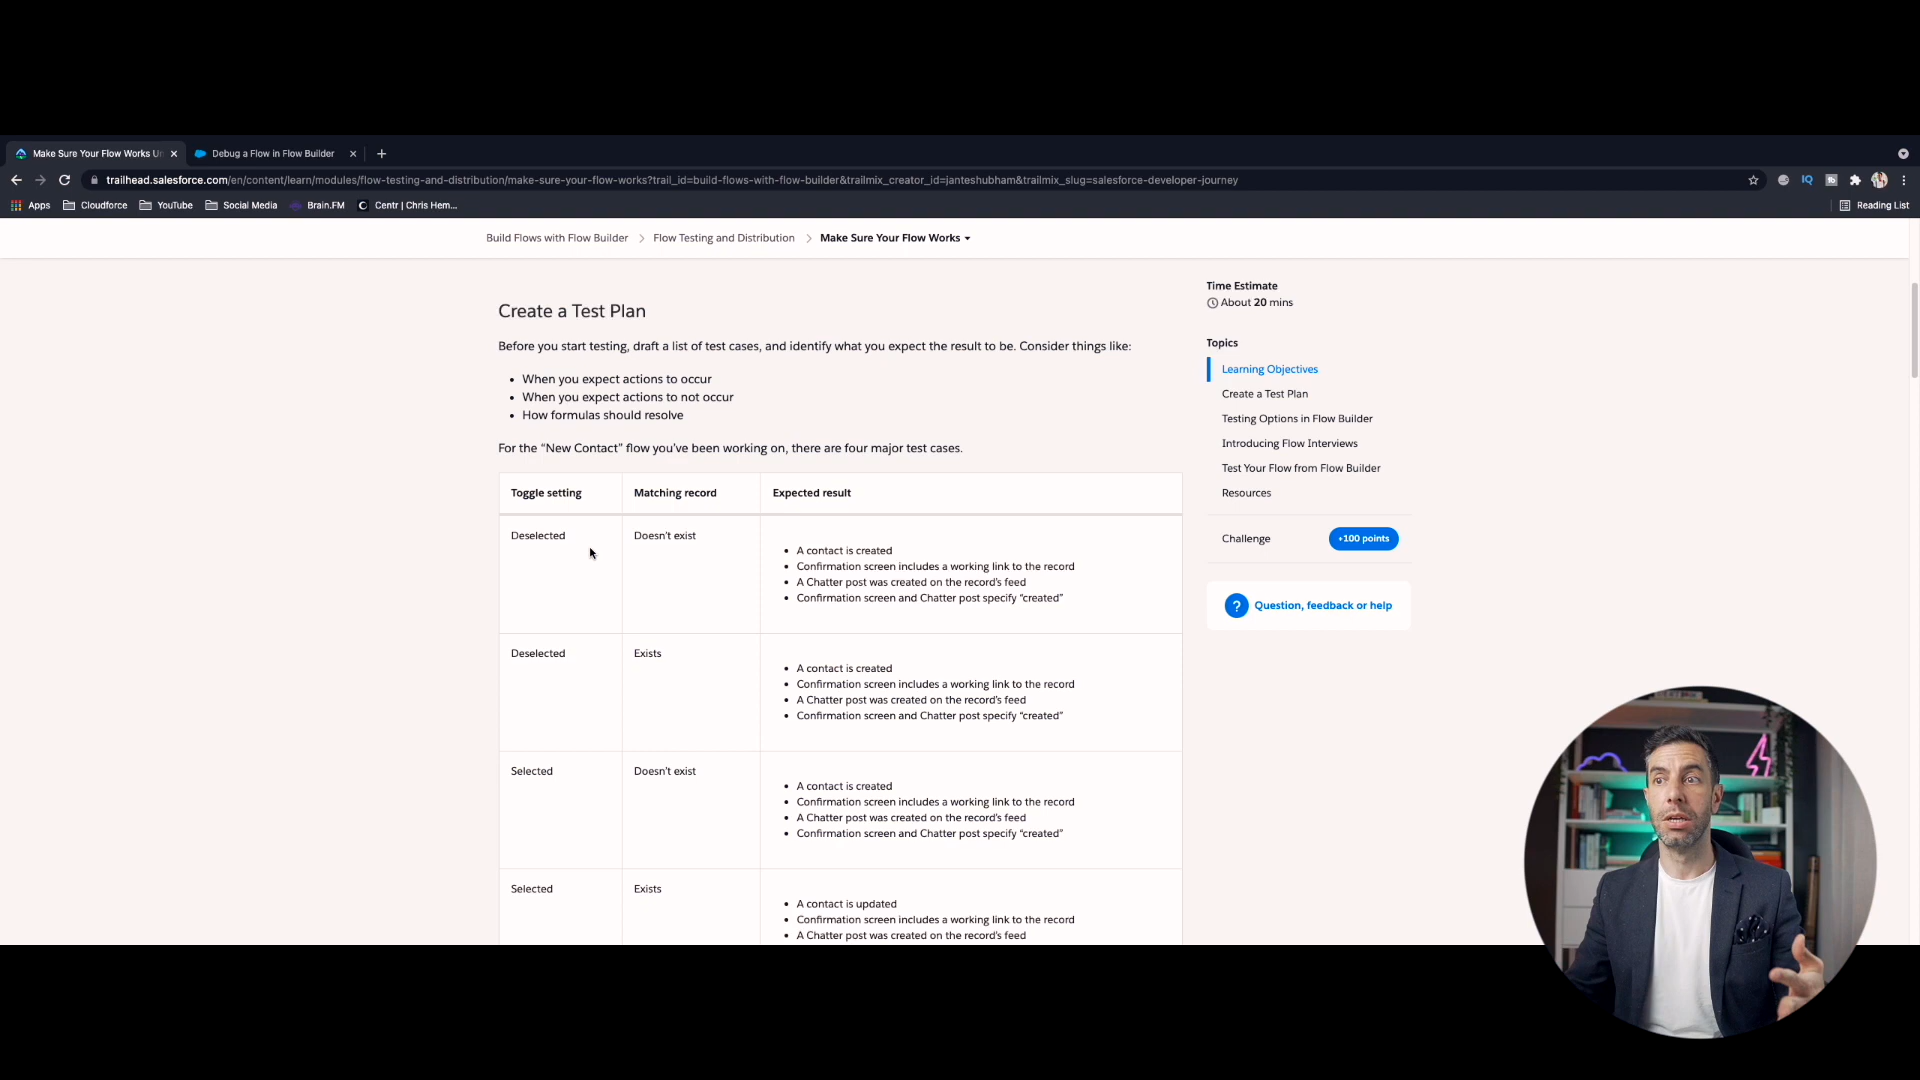 Make Sure Your Flow Works Un
Debug a Flow in Flow Builder
trailhead.salesforce.com/en/content/learn/modules/flow-testing-and-distribution/make-sure-your-flow-works?trail_id=build-flows-with-flow-builder&trailmix_creator_id=janteshubham&trailmix_slug=salesforce-developer-journey
IQ
Apps Cloudforce YouTube Social Media Brain.FM Centr | Chris Hem... Reading List
Build Flows with Flow Builder > Flow Testing and Distribution > Make Sure Your Flow Works
Create a Test Plan
Before you start testing, draft a list of test cases, and identify what you expect the result to be. Consider things like:
• When you expect actions to occur
• When you expect actions to not occur
• How formulas should resolve
For the “New Contact” flow you’ve been working on, there are four major test cases.
Toggle setting Matching record Expected result
Deselected Doesn’t exist
• A contact is created
• Confirmation screen includes a working link to the record
• A Chatter post was created on the record’s feed
• Confirmation screen and Chatter post specify “created”
Deselected Exists
• A contact is created
• Confirmation screen includes a working link to the record
• A Chatter post was created on the record’s feed
• Confirmation screen and Chatter post specify “created”
Selected Doesn’t exist
• A contact is created
• Confirmation screen includes a working link to the record
• A Chatter post was created on the record’s feed
• Confirmation screen and Chatter post specify “created”
Selected Exists
• A contact is updated
• Confirmation screen includes a working link to the record
• A Chatter post was created on the record’s feed
Time Estimate
About 20 mins
Topics
Learning Objectives
Create a Test Plan
Testing Options in Flow Builder
Introducing Flow Interviews
Test Your Flow from Flow Builder
Resources
Challenge +100 points
? Question, feedback or help